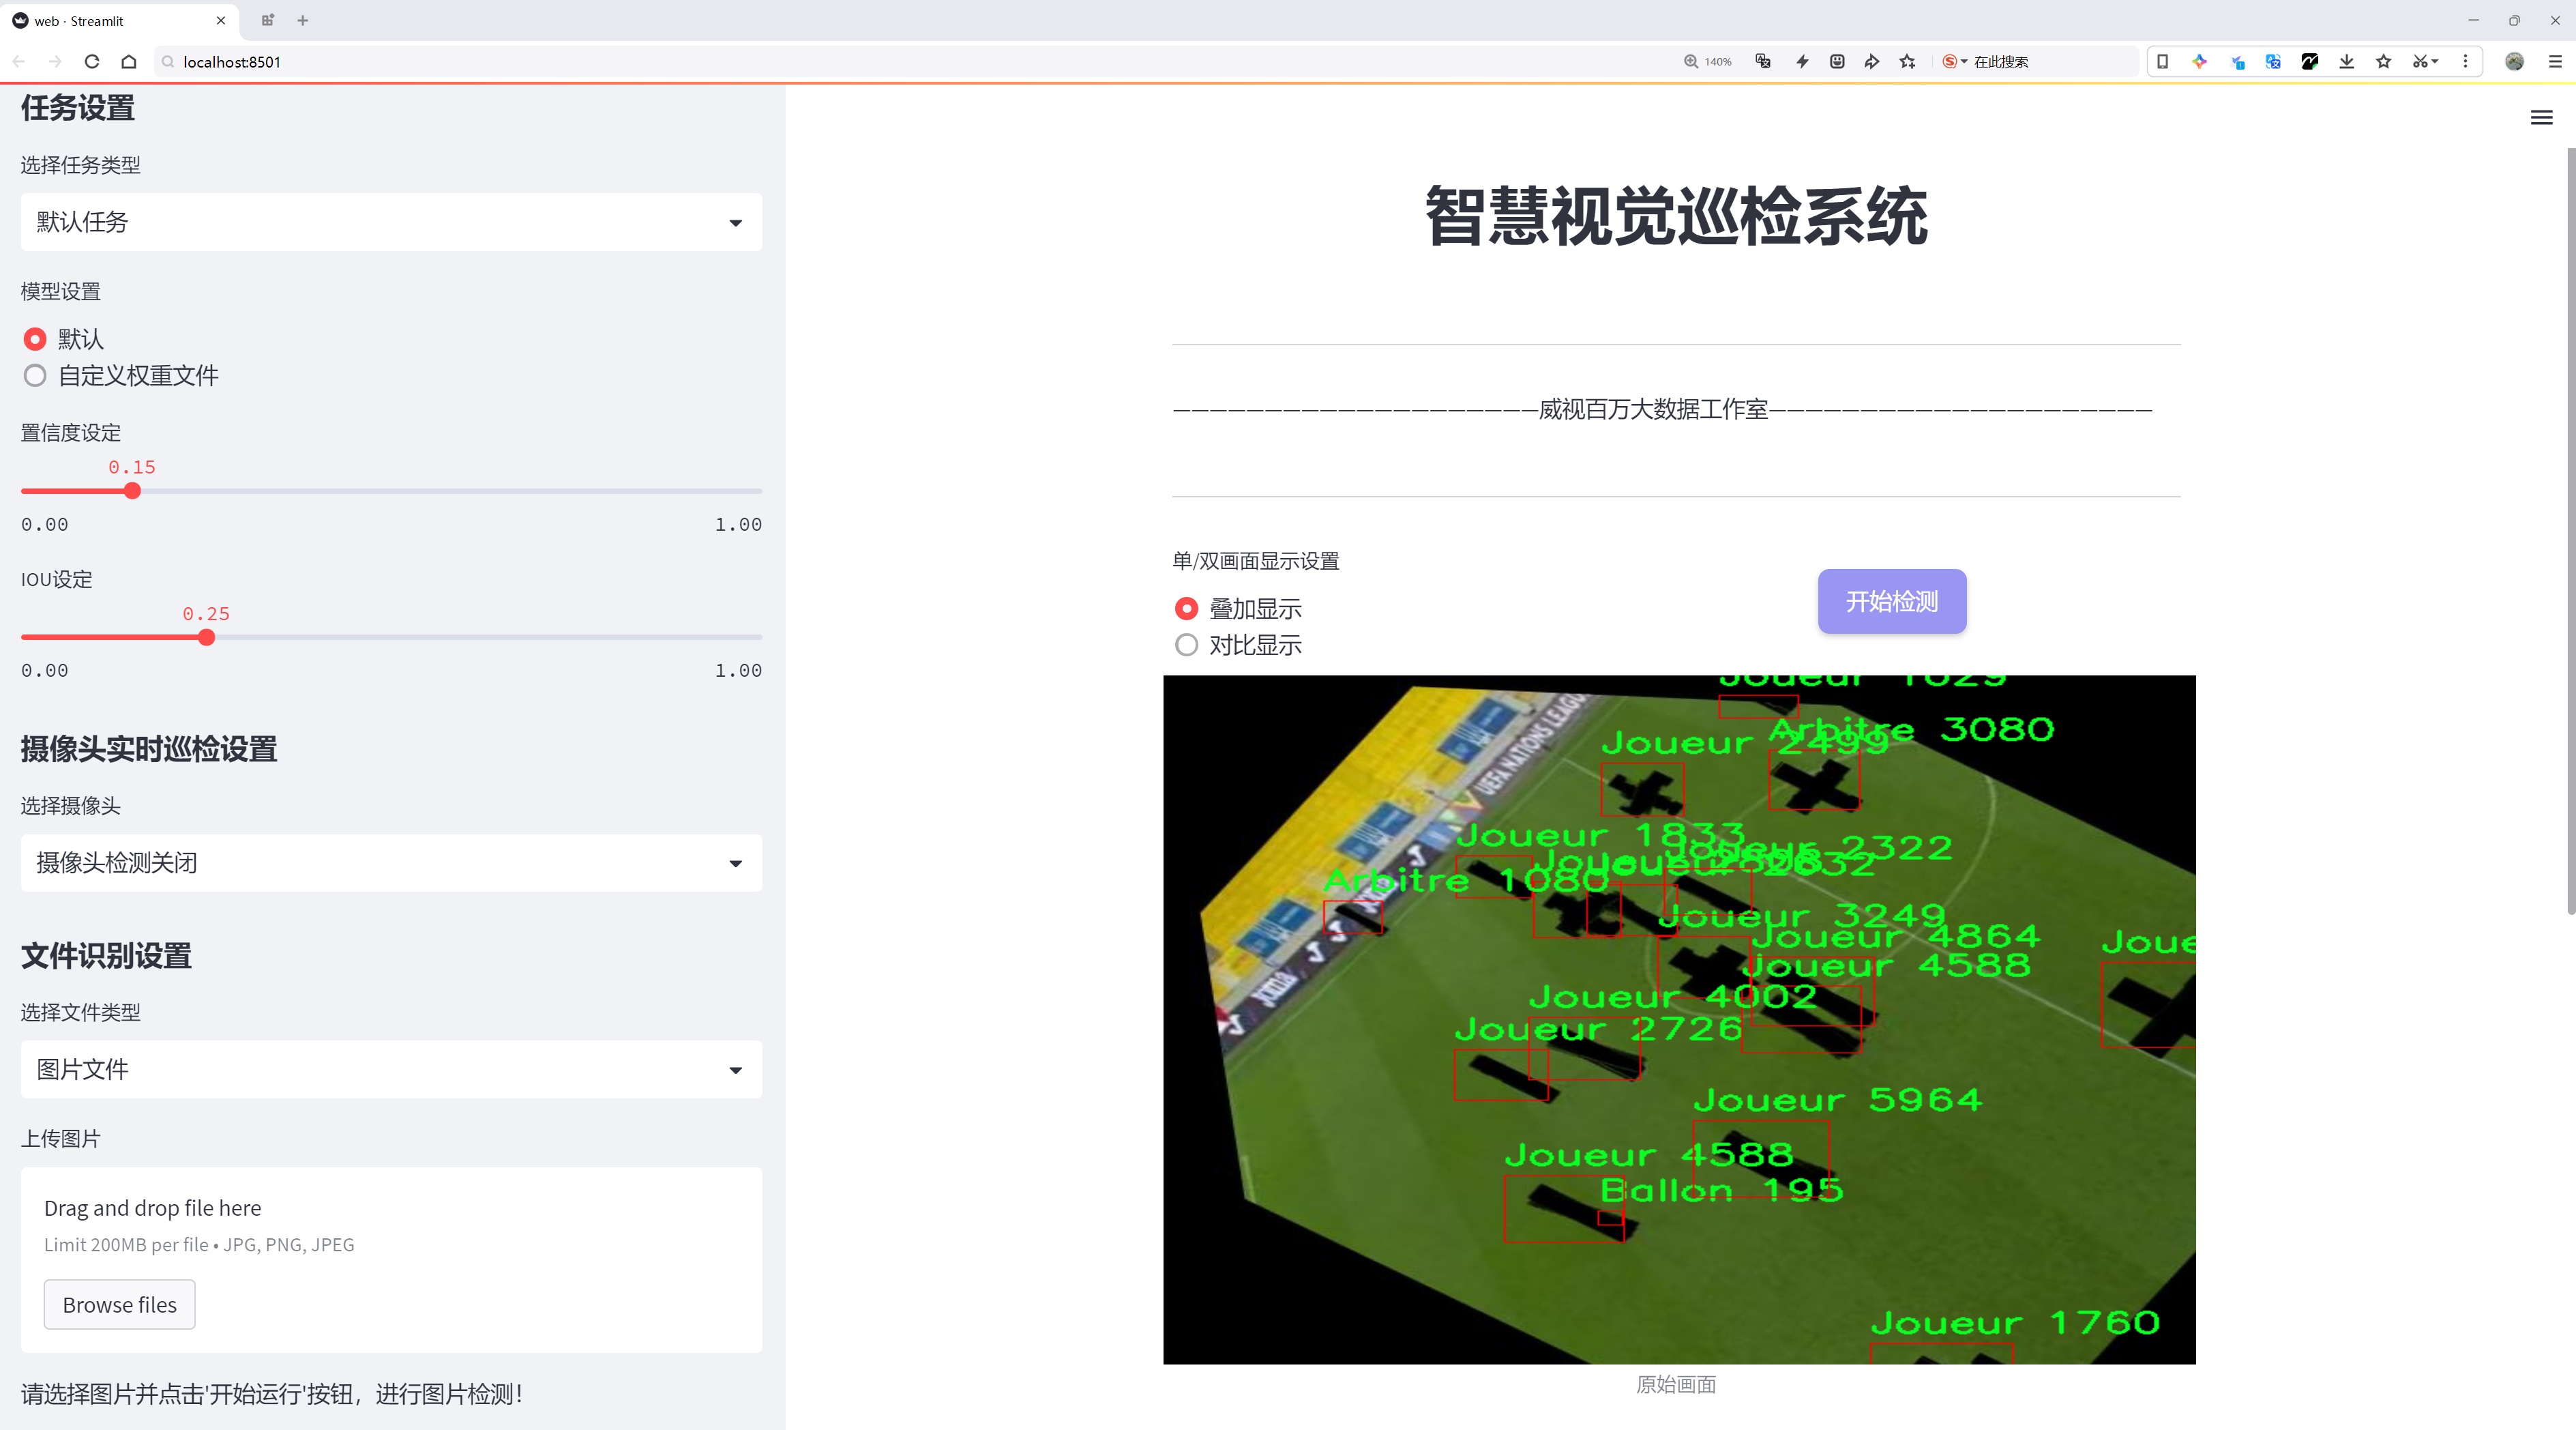 web · Streamlit
localhost:8501
140%
在此搜索
任务设置
选择任务类型
默认任务
模型设置
默认
自定义权重文件
置信度设定
0.15
0.00
1.00
IOU设定
0.25
0.00
1.00
摄像头实时巡检设置
选择摄像头
摄像头检测关闭
文件识别设置
选择文件类型
图片文件
上传图片
Drag and drop file here
Limit 200MB per file • JPG, PNG, JPEG
Browse files
请选择图片并点击'开始运行'按钮，进行图片检测！
智慧视觉巡检系统
————————————————————威视百万大数据工作室—————————————————————
单/双画面显示设置
叠加显示
对比显示
开始检测
Joueur 1629
Arbitre 3080
Joueur 2499
UEFA NATIONS LEAGU
Joueur 1833
Joueur 2322
Arbitre 1080
Joueur 3249
Joueur 4864
Joue
Joueur 4588
Joueur 4002
Joueur 2726
Joueur 5964
Joueur 4588
Ballon 195
Joueur 1760
原始画面